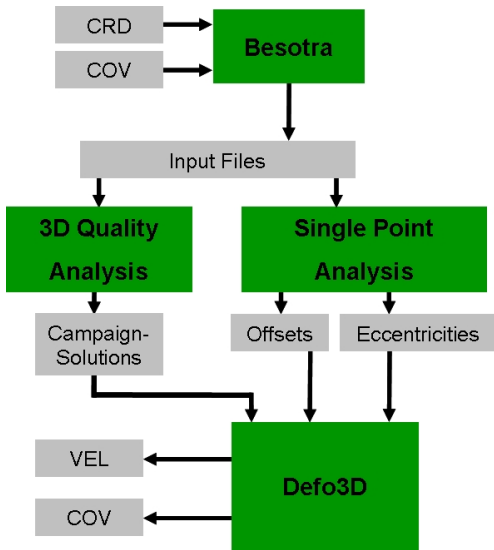 CRD
Besotra
COV
Input Files
3D Quality
Analysis
Single Point
Analysis
Campaign-
Solutions
Offsets
Eccentricities
VEL
Defo3D
COV